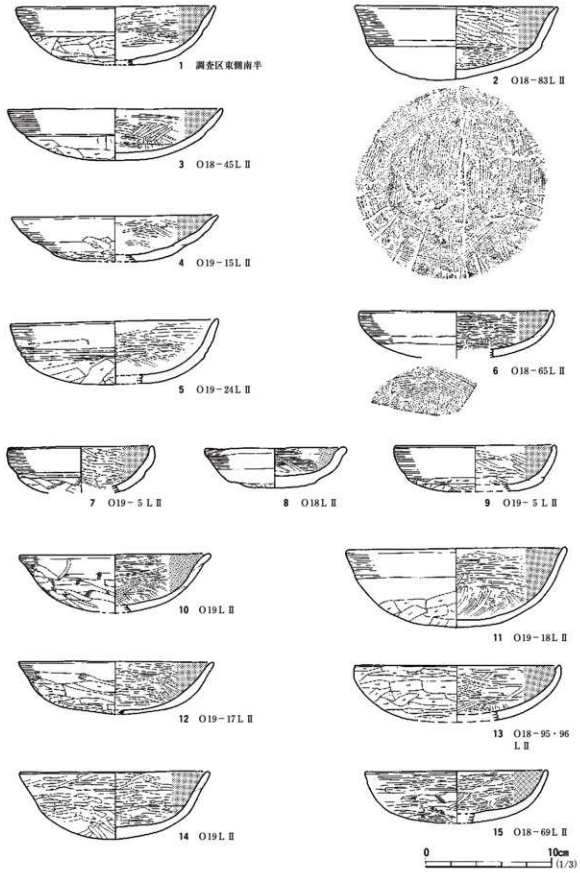 1 調査区東側南半
2 O18-83L Ⅱ
3 O18-45L Ⅱ
4 O19-15L Ⅱ
5 O19-24L Ⅱ
6 O18-65L Ⅱ
7 O19-5 L Ⅱ
8 O18L Ⅱ
9 O19-5 L Ⅱ
10 O19L Ⅱ
11 O19-18L Ⅱ
12 O19-17L Ⅱ
13 O18-95・96
L Ⅱ
14 O19L Ⅱ
15 O18-69L Ⅱ
0 10cm
(1/3)